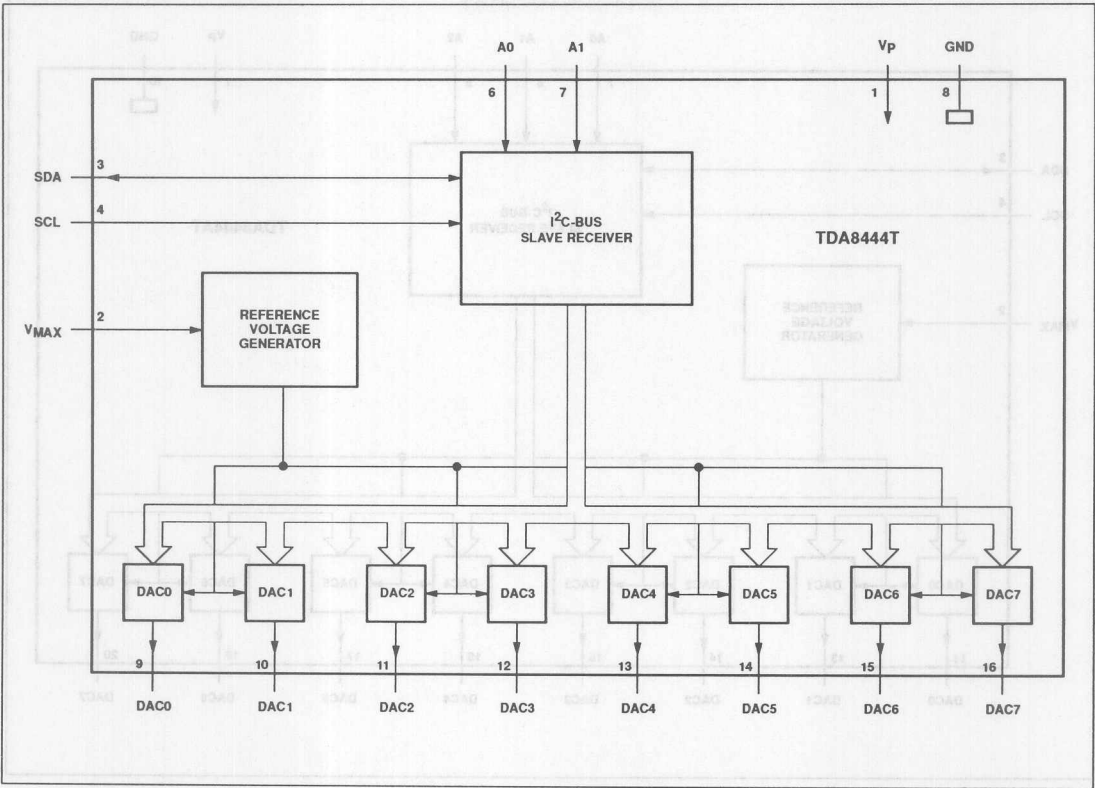 A0 A1 VP GND
6 7 1 8
3
SDA
4
SCL
I²C-BUS
SLAVE RECEIVER
TDA8444T
REFERENCE
VOLTAGE
GENERATOR
2
VMAX
DAC0 DAC1 DAC2 DAC3 DAC4 DAC5 DAC6 DAC7
9 10 11 12 13 14 15 16
DAC0 DAC1 DAC2 DAC3 DAC4 DAC5 DAC6 DAC7